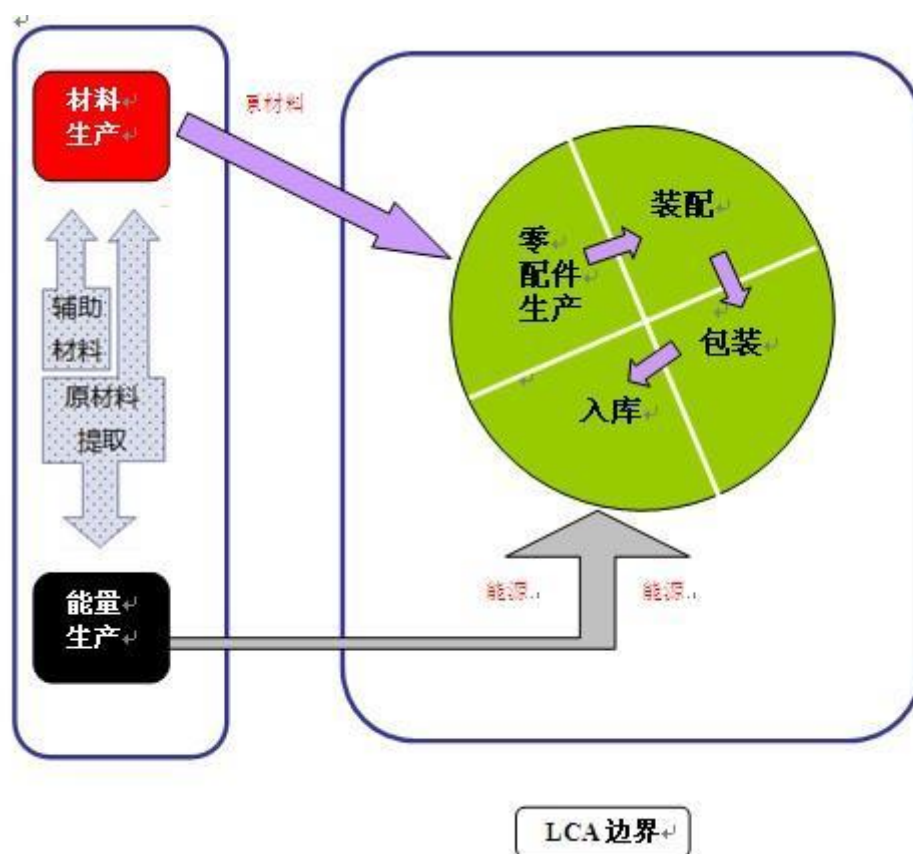 材料
生产
原材料
装配
零
配件
生产
包装
入库
辅助
材料
原材料
提取
能源
能源
能量
生产
LCA 边界